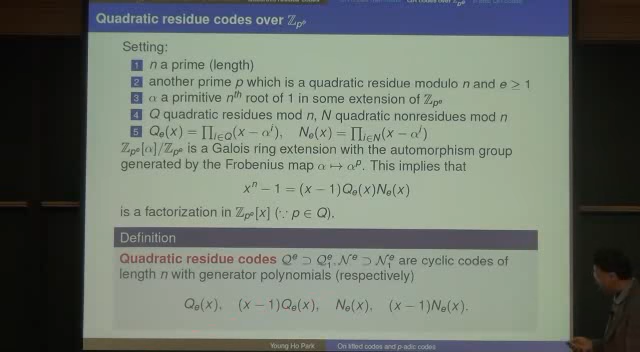 Quadratic residue codes over ℤ_{p^e}
Setting:
1 n a prime (length)
2 another prime p which is a quadratic residue modulo n and e ≥ 1
3 α a primitive n^{th} root of 1 in some extension of ℤ_{p^e}
4 Q quadratic residues mod n, N quadratic nonresidues mod n
5 Q_e(x) = ∏_{i∈Q}(x − α^i), N_e(x) = ∏_{i∈N}(x − α^i)
ℤ_{p^e}[α]/ℤ_{p^e} is a Galois ring extension with the automorphism group
generated by the Frobenius map α ↦ α^p. This implies that
x^n − 1 = (x − 1)Q_e(x)N_e(x)
is a factorization in ℤ_{p^e}[x] (∵ p ∈ Q).
Definition
Quadratic residue codes 𝒬^e ⊃ 𝒬_1^e, 𝒩^e ⊃ 𝒩_1^e are cyclic codes of
length n with generator polynomials (respectively)
Q_e(x), (x − 1)Q_e(x), N_e(x), (x − 1)N_e(x).
Young Ho Park On lifted codes and p-adic codes